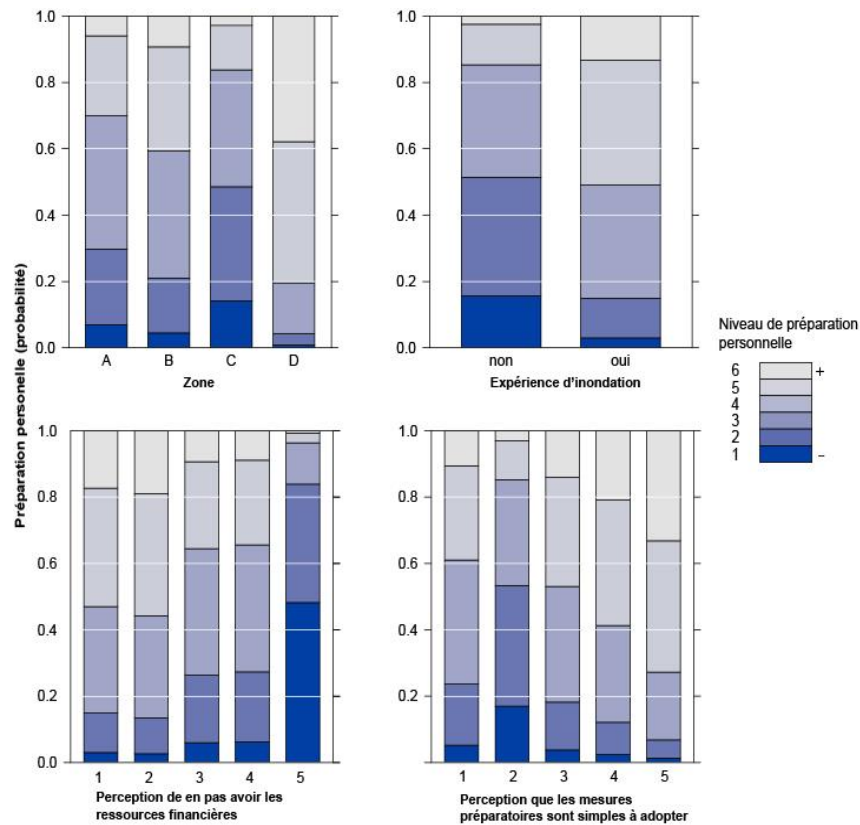 Préparation personelle (probabilité)
1.0
0.8
0.6
0.4
0.2
0.0
A B C D
Zone
1.0
0.8
0.6
0.4
0.2
0.0
non oui
Expérience d'inondation
Niveau de préparation
personnelle
6 +
5
4
3
2
1 −
1.0
0.8
0.6
0.4
0.2
0.0
1 2 3 4 5
Perception de en pas avoir les
ressources financières
1.0
0.8
0.6
0.4
0.2
1 2 3 4 5
Perception que les mesures
préparatoires sont simples à adopter